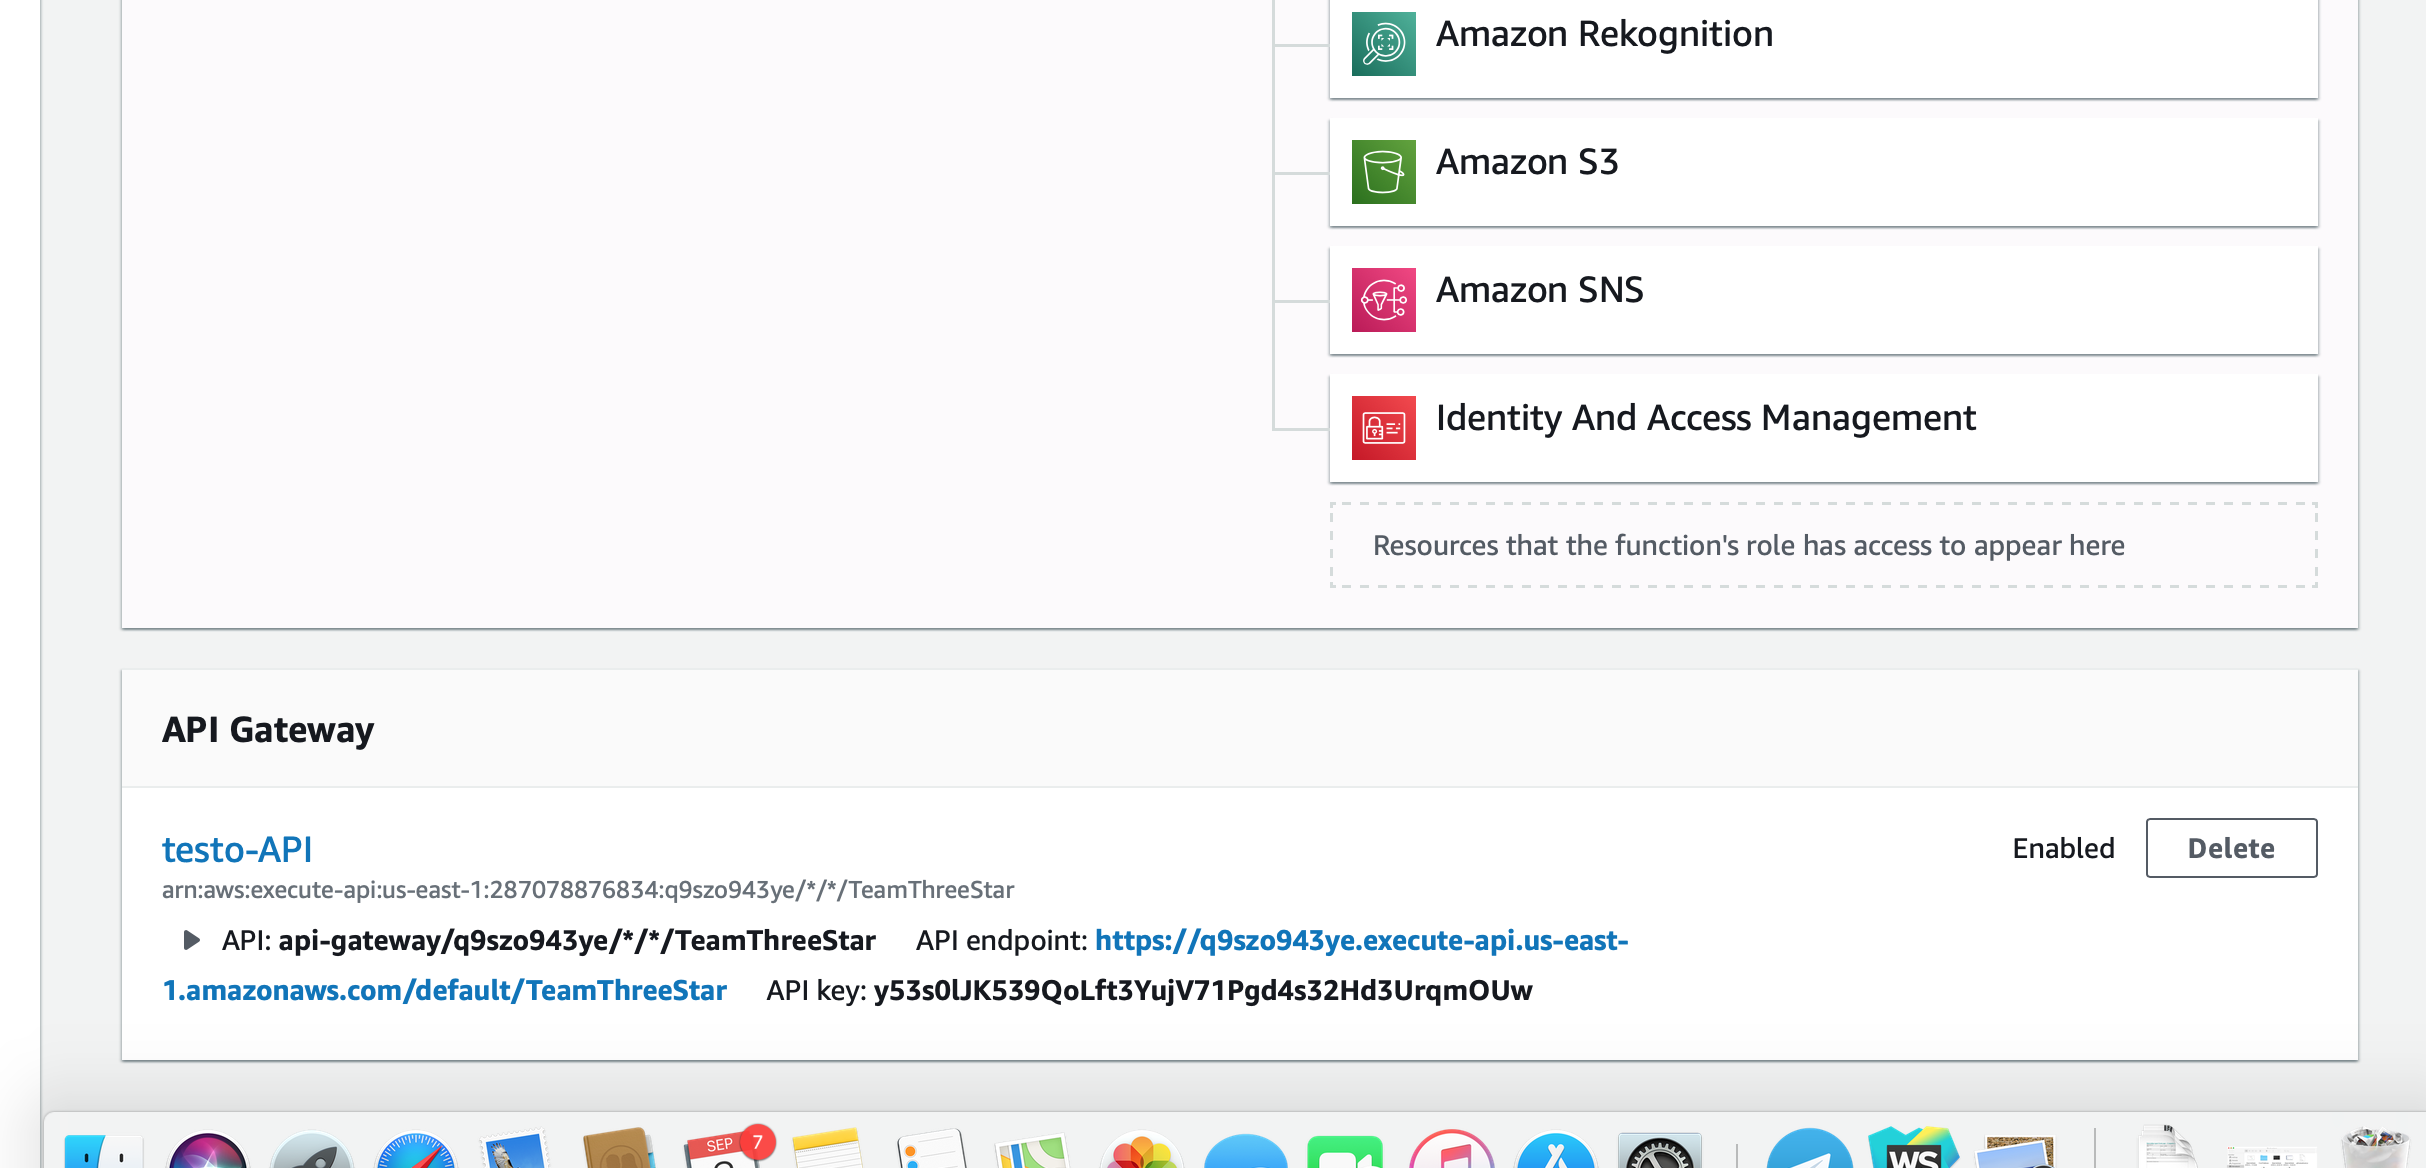 Amazon Rekognition
Amazon S3
Amazon SNS
Identity And Access Management
Resources that the function's role has access to appear here
API Gateway
testo-API
Enabled
Delete
arn:aws:execute-api:us-east-1:287078876834:q9szo943ye/*/*/TeamThreeStar
API: api-gateway/q9szo943ye/*/*/TeamThreeStar API endpoint: https://q9szo943ye.execute-api.us-east-
1.amazonaws.com/default/TeamThreeStar API key: y53s0lJK539QoLft3YujV71Pgd4s32Hd3UrqmOUw
SEP
7
WS